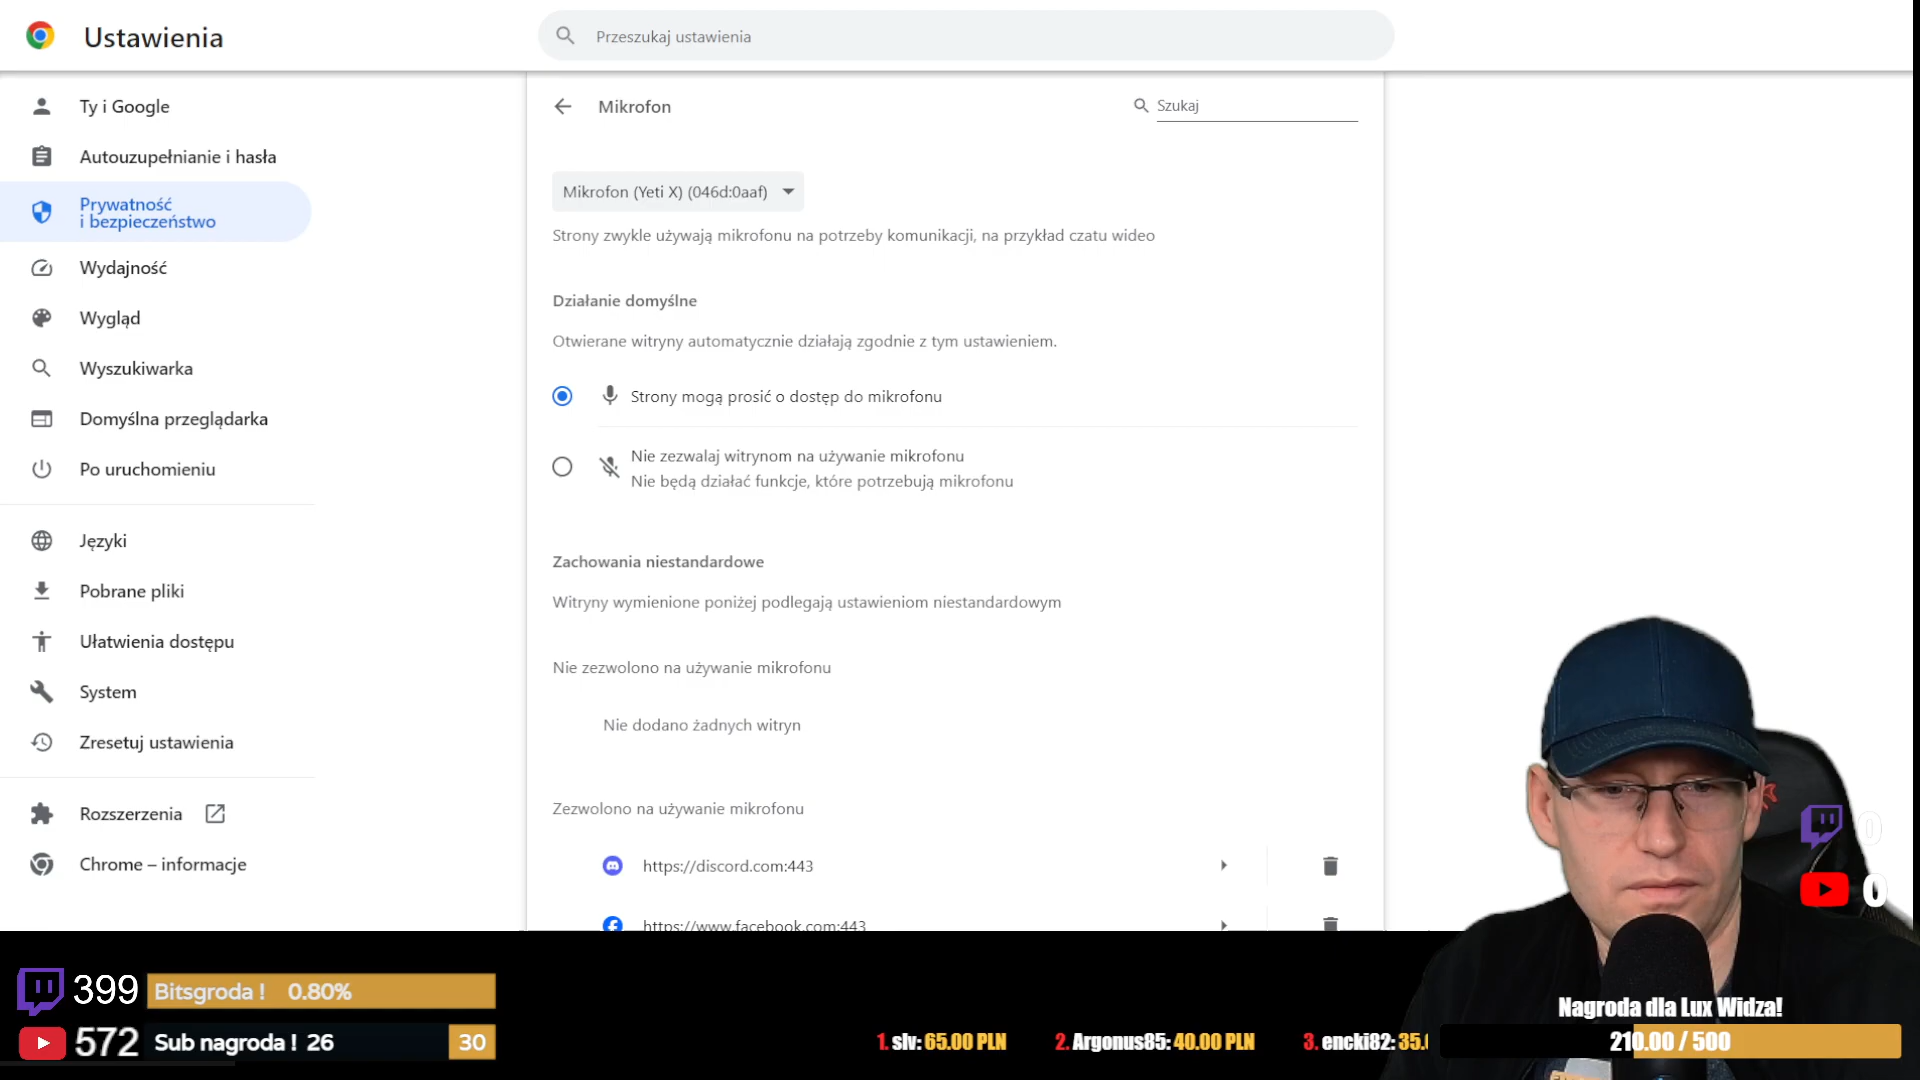 Ustawienia
Przeszukaj ustawienia
Ty i Google
Autouzupełnianie i hasła
Prywatność
i bezpieczeństwo
Wydajność
Wygląd
Wyszukiwarka
Domyślna przeglądarka
Po uruchomieniu
Języki
Pobrane pliki
Ułatwienia dostępu
System
Zresetuj ustawienia
Rozszerzenia
Chrome – informacje
Mikrofon
Szukaj
Mikrofon (Yeti X) (046d:0aaf)
Strony zwykle używają mikrofonu na potrzeby komunikacji, na przykład czatu wideo
Działanie domyślne
Otwierane witryny automatycznie działają zgodnie z tym ustawieniem.
Strony mogą prosić o dostęp do mikrofonu
Nie zezwalaj witrynom na używanie mikrofonu
Nie będą działać funkcje, które potrzebują mikrofonu
Zachowania niestandardowe
Witryny wymienione poniżej podlegają ustawieniom niestandardowym
Nie zezwolono na używanie mikrofonu
Nie dodano żadnych witryn
Zezwolono na używanie mikrofonu
https://discord.com:443
https://www.facebook.com:443
0
0
399
Bitsgroda ! 0.80%
572
Sub nagroda ! 26
30
1. slv: 65.00 PLN
2. Argonus85: 40.00 PLN
3. encki82: 35.
Nagroda dla Lux Widza!
210.00 / 500